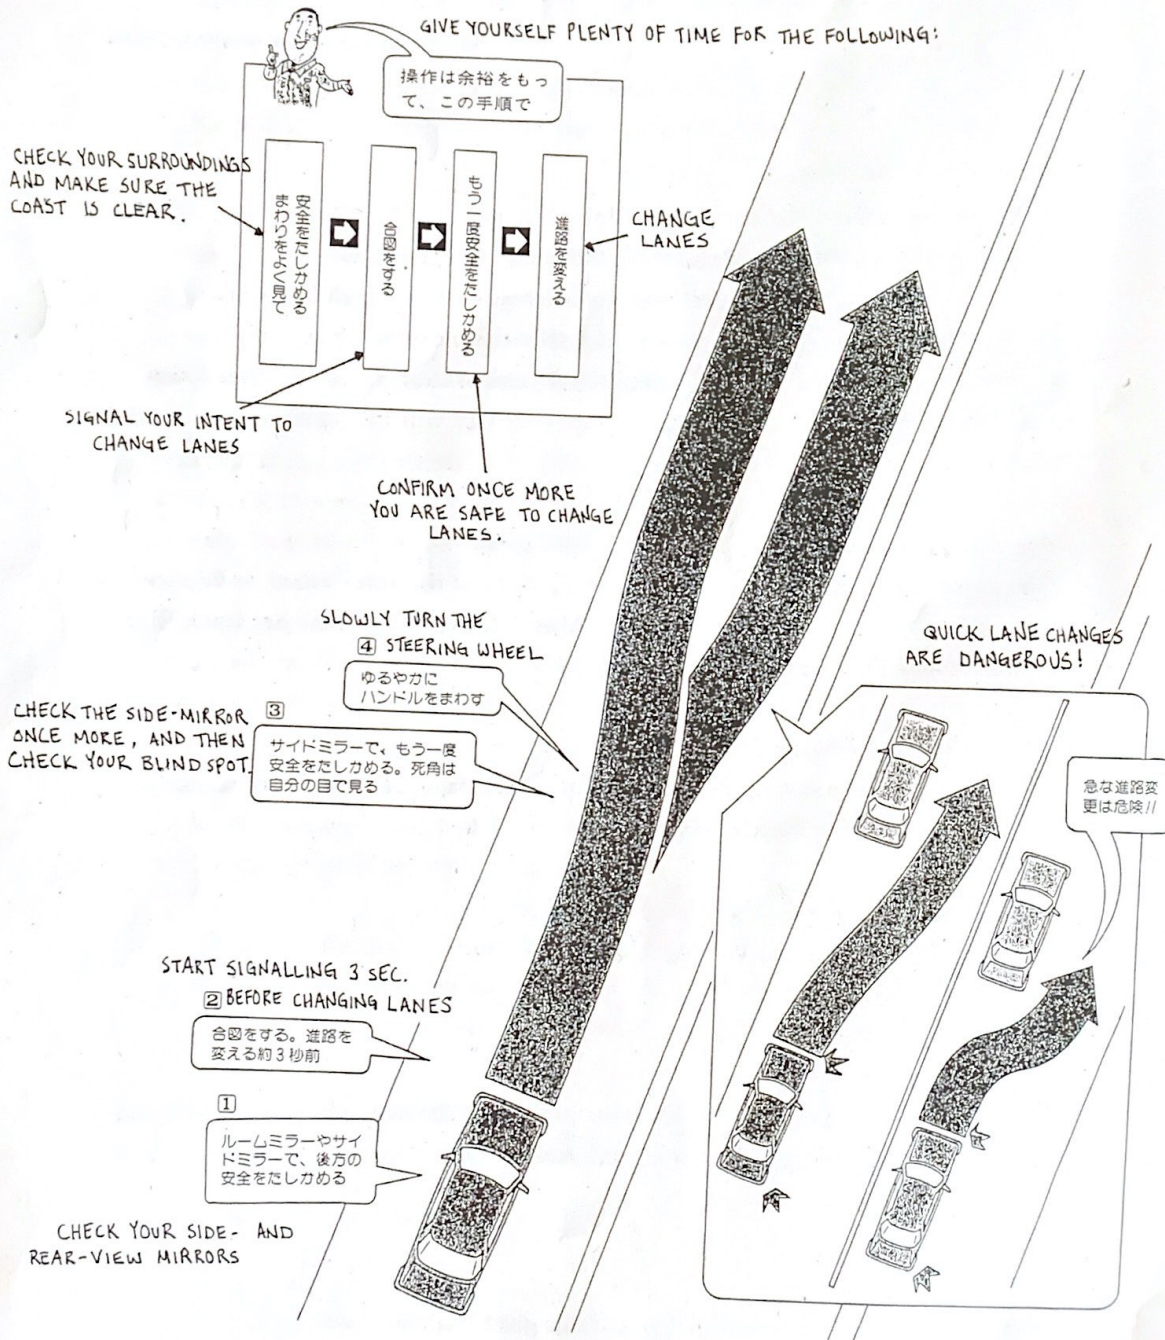 GIVE YOURSELF PLENTY OF TIME FOR THE FOLLOWING:
操作は余裕をもっ
て、この手順で
CHECK YOUR SURROUNDINGS
AND MAKE SURE THE
COAST IS CLEAR.
安全をたしかめる
まわりをよく見て
合図をする
もう一度安全をたしかめる
進路を変える
CHANGE
LANES
SIGNAL YOUR INTENT TO
CHANGE LANES
CONFIRM ONCE MORE
YOU ARE SAFE TO CHANGE
LANES.
SLOWLY TURN THE
4 STEERING WHEEL
ゆるやかに
ハンドルをまわす
QUICK LANE CHANGES
ARE DANGEROUS!
急な進路変
更は危険!!
CHECK THE SIDE-MIRROR
ONCE MORE, AND THEN
CHECK YOUR BLIND SPOT.
3
サイドミラーで、もう一度
安全をたしかめる。死角は
自分の目で見る
START SIGNALLING 3 SEC.
2 BEFORE CHANGING LANES
合図をする。進路を
変える約3秒前
1
ルームミラーやサイ
ドミラーで、後方の
安全をたしかめる
CHECK YOUR SIDE- AND
REAR-VIEW MIRRORS